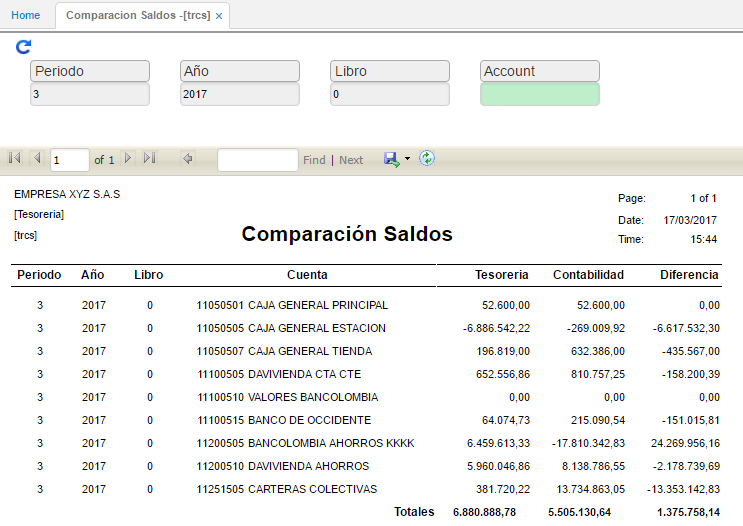 Home Comparacion Saldos -[trcs] ×
Periodo Año Libro Account
3 2017 0
1 of 1 Find | Next
EMPRESA XYZ S.A.S Page: 1 of 1
[Tesoreria] Date: 17/03/2017
[trcs] Comparación Saldos Time: 15:44
Periodo Año Libro Cuenta Tesoreria Contabilidad Diferencia
3 2017 0 11050501 CAJA GENERAL PRINCIPAL 52.600,00 52.600,00 0,00
3 2017 0 11050505 CAJA GENERAL ESTACION -6.886.542,22 -269.009,92 -6.617.532,30
3 2017 0 11050507 CAJA GENERAL TIENDA 196.819,00 632.386,00 -435.567,00
3 2017 0 11100505 DAVIVIENDA CTA CTE 652.556,86 810.757,25 -158.200,39
3 2017 0 11100510 VALORES BANCOLOMBIA 0,00 0,00 0,00
3 2017 0 11100515 BANCO DE OCCIDENTE 64.074,73 215.090,54 -151.015,81
3 2017 0 11200505 BANCOLOMBIA AHORROS KKKK 6.459.613,33 -17.810.342,83 24.269.956,16
3 2017 0 11200510 DAVIVIENDA AHORROS 5.960.046,86 8.138.786,55 -2.178.739,69
3 2017 0 11251505 CARTERAS COLECTIVAS 381.720,22 13.734.863,05 -13.353.142,83
Totales 6.880.888,78 5.505.130,64 1.375.758,14